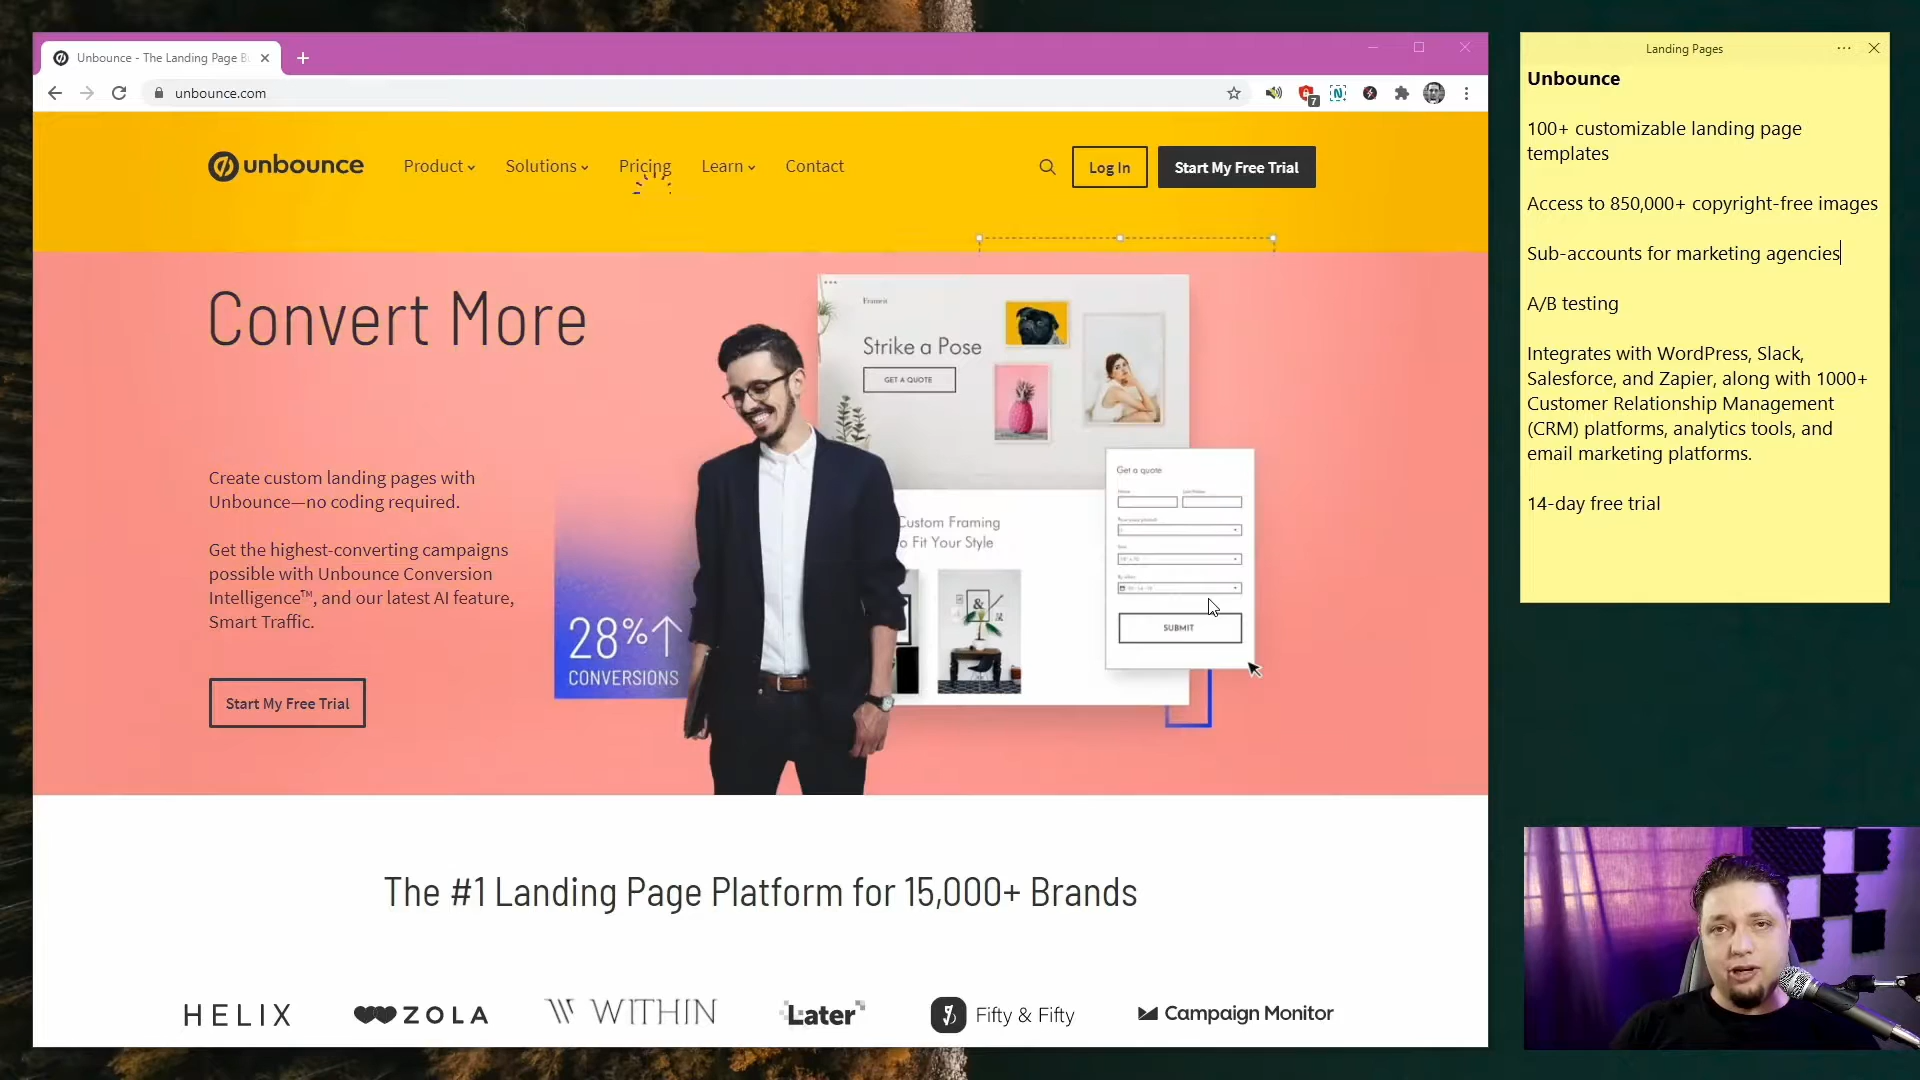 Unbounce - The Landing Page B
unbounce.com
7
unbounce
Product
Solutions
Pricing
Learn
Contact
Log In
Start My Free Trial
Convert More
Create custom landing pages with
Unbounce—no coding required.
Get the highest-converting campaigns
possible with Unbounce Conversion
Intelligence™, and our latest AI feature,
Smart Traffic.
Start My Free Trial
28%↑
CONVERSIONS
Strike a Pose
GET A QUOTE
Custom Framing
o Fit Your Style
&
Get a quote
SUBMIT
The #1 Landing Page Platform for 15,000+ Brands
HELIX
ZOLA
WITHIN
Later
Fifty & Fifty
Campaign Monitor
Landing Pages
Unbounce
100+ customizable landing page
templates
Access to 850,000+ copyright-free images
Sub-accounts for marketing agencies
A/B testing
Integrates with WordPress, Slack,
Salesforce, and Zapier, along with 1000+
Customer Relationship Management
(CRM) platforms, analytics tools, and
email marketing platforms.
14-day free trial